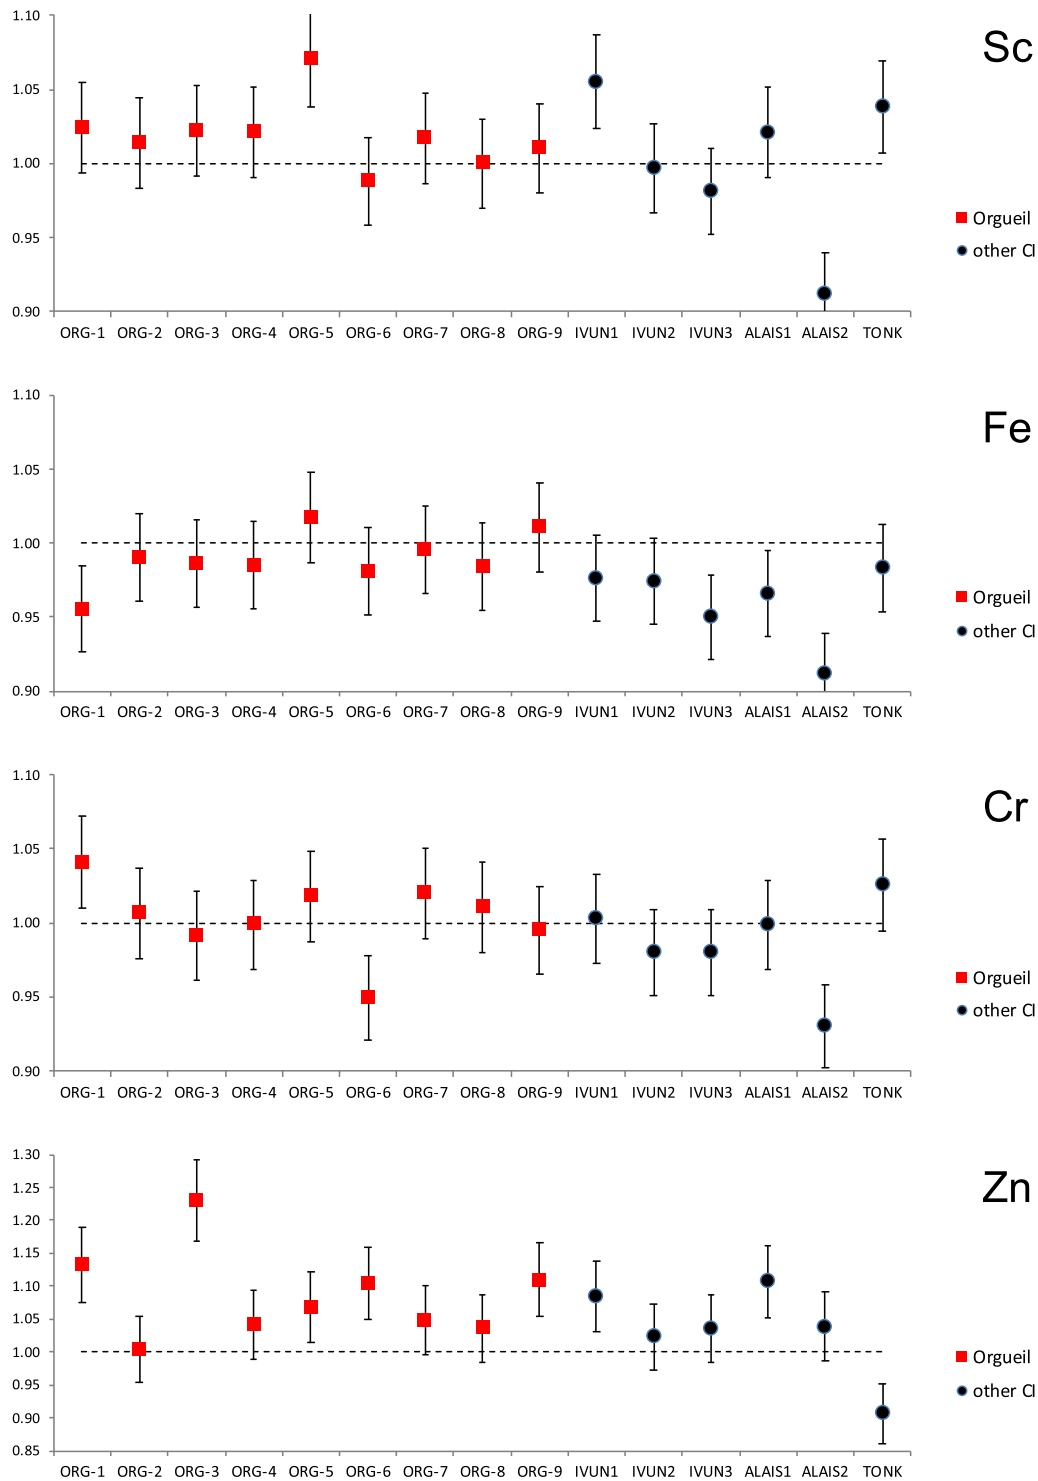 Sc
1.10
1.05
1.00
0.95
0.90
Orgueil
other CI
ORG-1 ORG-2 ORG-3 ORG-4 ORG-5 ORG-6 ORG-7 ORG-8 ORG-9 IVUN1 IVUN2 IVUN3 ALAIS1 ALAIS2 TONK
Fe
1.10
1.05
1.00
0.95
0.90
Orgueil
other CI
ORG-1 ORG-2 ORG-3 ORG-4 ORG-5 ORG-6 ORG-7 ORG-8 ORG-9 IVUN1 IVUN2 IVUN3 ALAIS1 ALAIS2 TONK
Cr
1.10
1.05
1.00
0.95
0.90
Orgueil
other CI
ORG-1 ORG-2 ORG-3 ORG-4 ORG-5 ORG-6 ORG-7 ORG-8 ORG-9 IVUN1 IVUN2 IVUN3 ALAIS1 ALAIS2 TONK
Zn
1.30
1.25
1.20
1.15
1.10
1.05
1.00
0.95
0.90
0.85
Orgueil
other CI
ORG-1 ORG-2 ORG-3 ORG-4 ORG-5 ORG-6 ORG-7 ORG-8 ORG-9 IVUN1 IVUN2 IVUN3 ALAIS1 ALAIS2 TONK